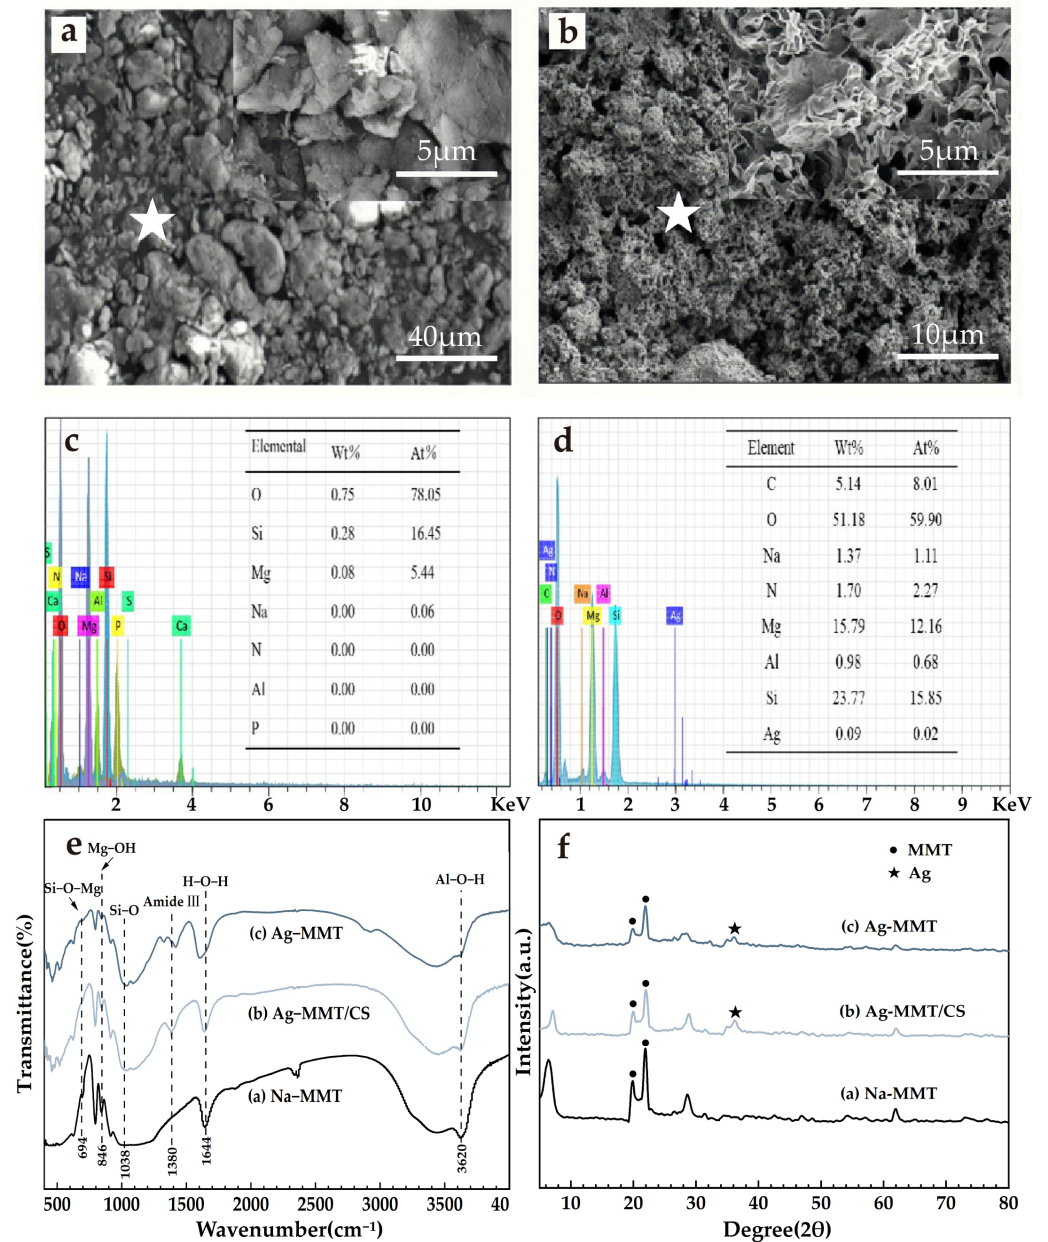 a
5μm
40μm
b
5μm
10μm
c
Elemental Wt% At%
O 0.75 78.05
Si 0.28 16.45
Mg 0.08 5.44
Na 0.00 0.06
N 0.00 0.00
Al 0.00 0.00
P 0.00 0.00
S
N Na Si
Ca Al S
O Mg P Ca
2 4 6 8 10 KeV
d
Element Wt% At%
C 5.14 8.01
O 51.18 59.90
Na 1.37 1.11
N 1.70 2.27
Mg 15.79 12.16
Al 0.98 0.68
Si 23.77 15.85
Ag 0.09 0.02
Ag
N
C Na Al
O Mg Si Ag
1 2 3 4 5 6 7 8 9 KeV
e
Mg–OH
Si–O–Mg
Si–O
Amide III
H–O–H
Al–O–H
(c) Ag–MMT
(b) Ag–MMT/CS
(a) Na–MMT
694
846
1038
1380
1644
3620
Transmittance(%)
500 1000 1500 2000 2500 3000 3500 40
Wavenumber(cm⁻¹)
f
● MMT
★ Ag
(c) Ag-MMT
(b) Ag-MMT/CS
(a) Na-MMT
Intensity(a.u.)
10 20 30 40 50 60 70 80
Degree(2θ)